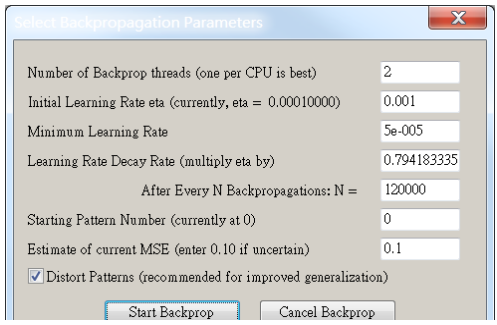 Select Backpropagation Parameters
Number of Backprop threads (one per CPU is best) 2
Initial Learning Rate eta (currently, eta = 0.00010000) 0.001
Minimum Learning Rate 5e-005
Learning Rate Decay Rate (multiply eta by) 0.794183335
After Every N Backpropagations: N = 120000
Starting Pattern Number (currently at 0) 0
Estimate of current MSE (enter 0.10 if uncertain) 0.1
Distort Patterns (recommended for improved generalization)
Start Backprop Cancel Backprop